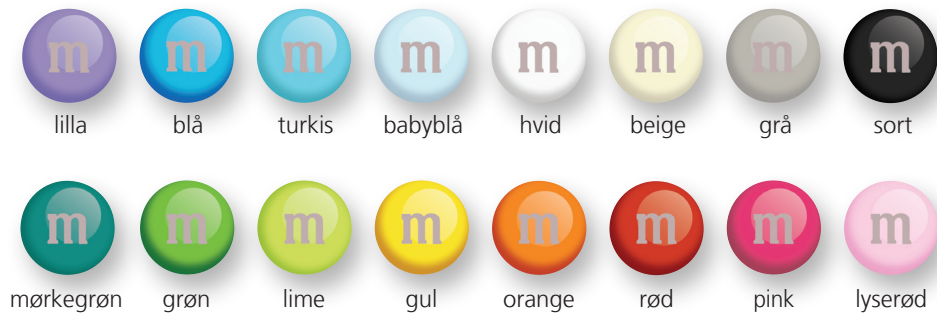 m m m m m m m m
lilla blå turkis babyblå hvid beige grå sort
m m m m m m m m
mørkegrøn grøn lime gul orange rød pink lyserød